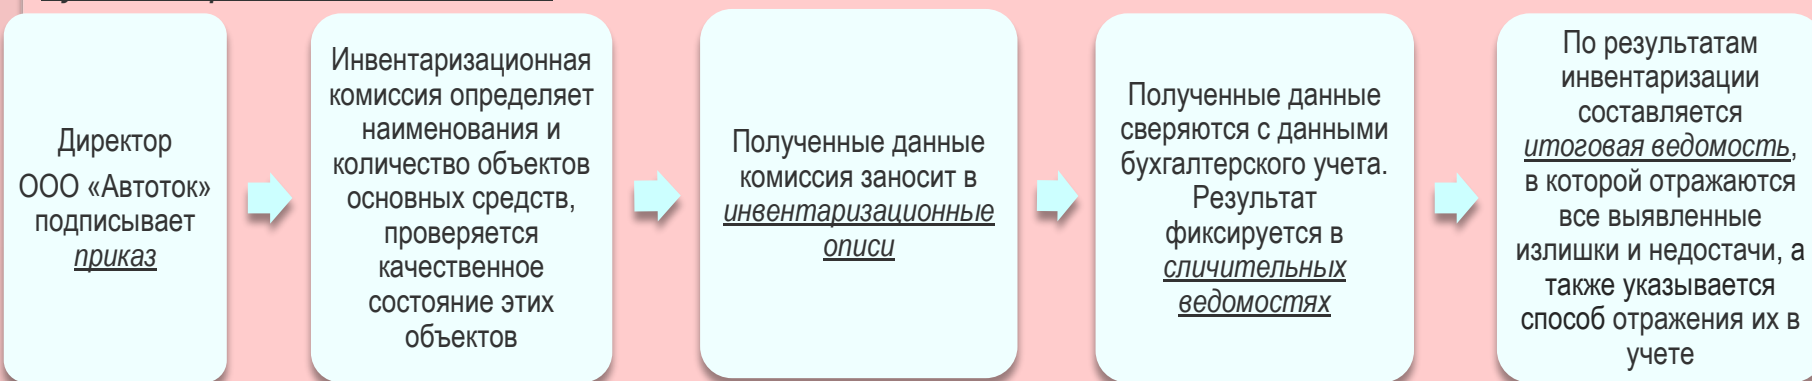 Директор
ООО «Автоток»
подписывает
приказ
Инвентаризационная
комиссия определяет
наименования и
количество объектов
основных средств,
проверяется
качественное
состояние этих
объектов
Полученные данные
комиссия заносит в
инвентаризационные
описи
Полученные данные
сверяются с данными
бухгалтерского учета.
Результат
фиксируется в
сличительных
ведомостях
По результатам
инвентаризации
составляется
итоговая ведомость,
в которой отражаются
все выявленные
излишки и недостачи, а
также указывается
способ отражения их в
учете